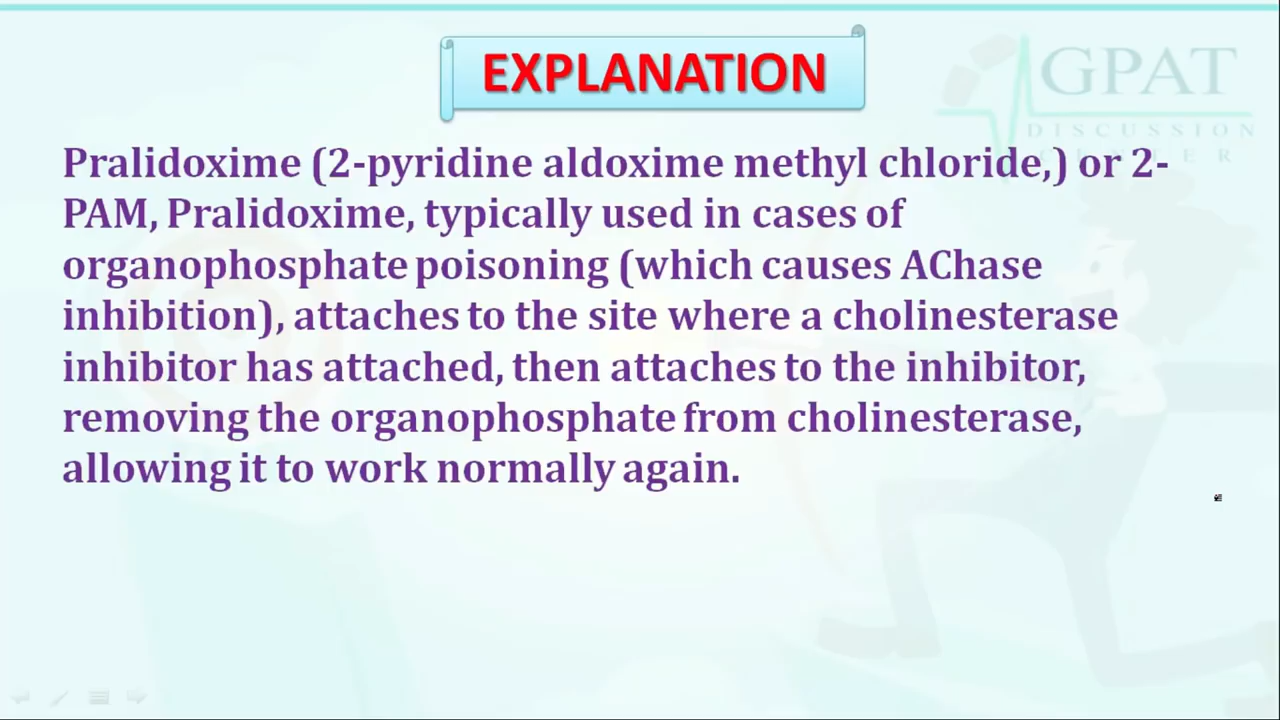 EXPLANATION
GPAT
DISCUSSION
CENTER
Pralidoxime (2-pyridine aldoxime methyl chloride,) or 2-
PAM, Pralidoxime, typically used in cases of
organophosphate poisoning (which causes AChase
inhibition), attaches to the site where a cholinesterase
inhibitor has attached, then attaches to the inhibitor,
removing the organophosphate from cholinesterase,
allowing it to work normally again.